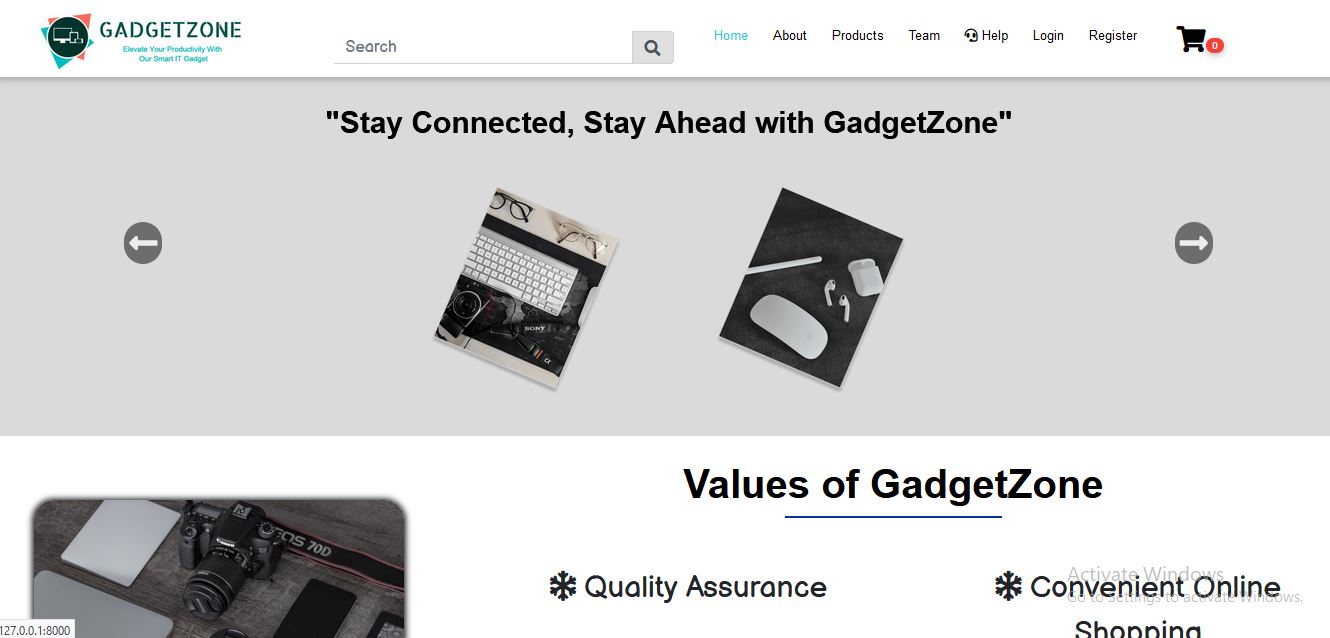 GADGETZONE
Elevate Your Productivity With
Our Smart IT Gadget
Search
Home About Products Team Help Login Register 0
"Stay Connected, Stay Ahead with GadgetZone"
SONY
α
Values of GadgetZone
Canon
EOS 70D
Quality Assurance
Convenient Online
Shopping
Activate Windows
Go to Settings to activate Windows.
127.0.0.1:8000